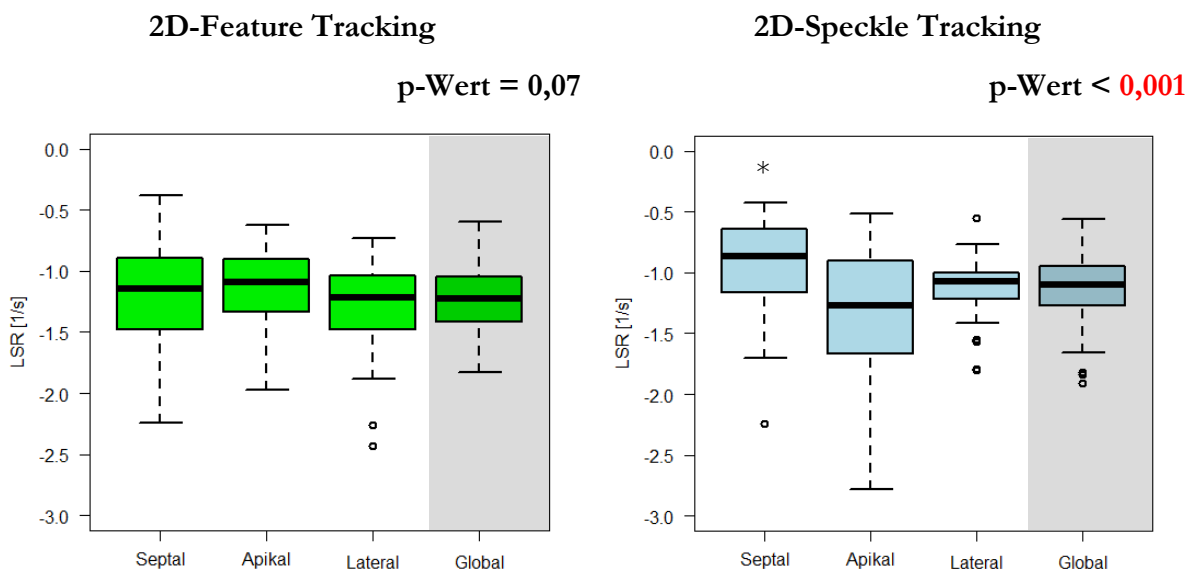 2D-Feature Tracking
p-Wert = 0,07
LSR [1/s]
0.0
-0.5
-1.0
-1.5
-2.0
-2.5
-3.0
Septal Apikal Lateral Global
2D-Speckle Tracking
p-Wert < 0,001
LSR [1/s]
0.0
-0.5
-1.0
-1.5
-2.0
-2.5
-3.0
*
Septal Apikal Lateral Global